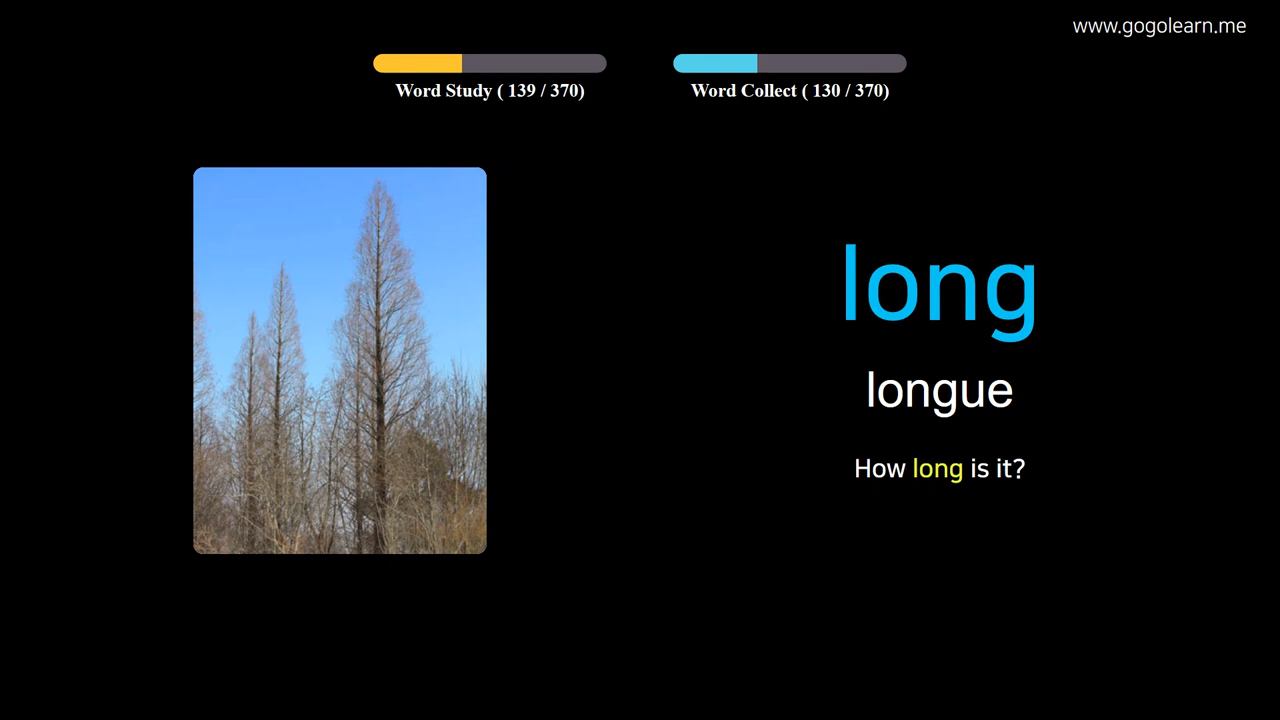 www.gogolearn.me
Word Study ( 139 / 370)
Word Collect ( 130 / 370)
long
longue
How long is it?